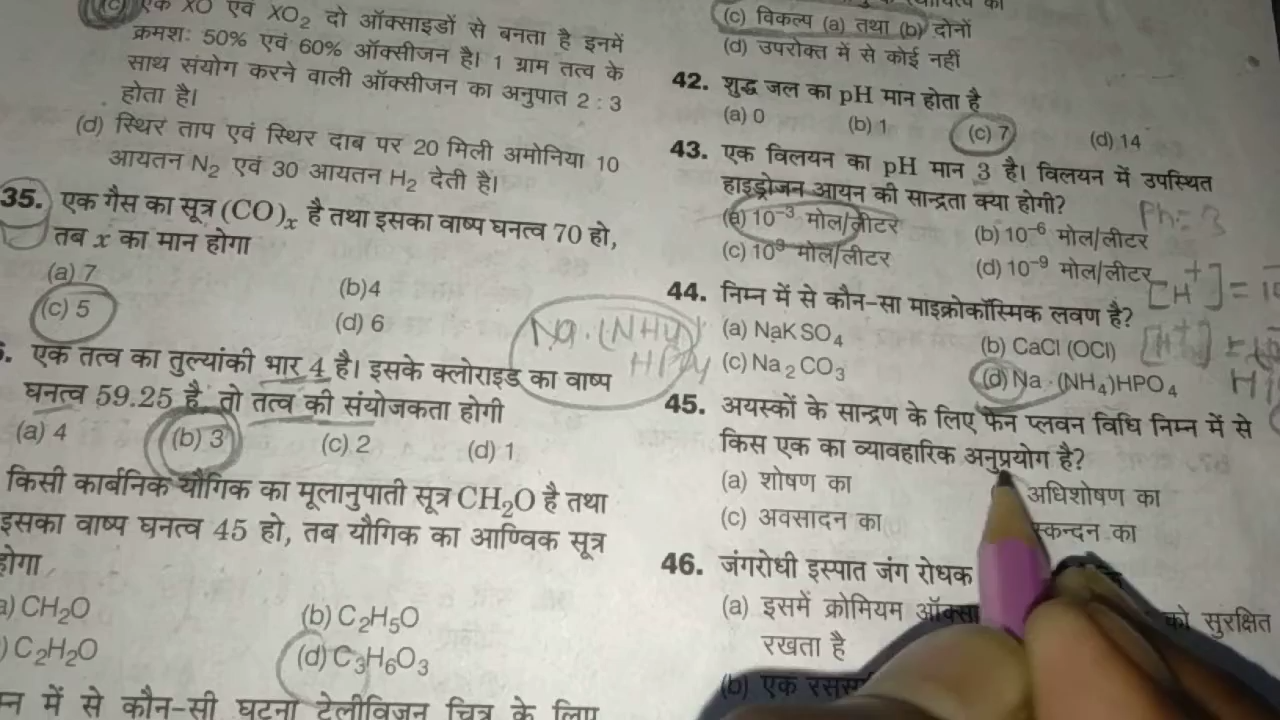 (c) एक XO एवं XO₂ दो ऑक्साइडों से बनता है इनमें
क्रमशः 50% एवं 60% ऑक्सीजन है। 1 ग्राम तत्व के
साथ संयोग करने वाली ऑक्सीजन का अनुपात 2 : 3
होता है।
(d) स्थिर ताप एवं स्थिर दाब पर 20 मिली अमोनिया 10
आयतन N₂ एवं 30 आयतन H₂ देती है।
35. एक गैस का सूत्र (CO)ₓ है तथा इसका वाष्प घनत्व 70 हो,
तब x का मान होगा
(a) 7
(b) 4
(c) 5
(d) 6
Na·(NH4)
HPO4
एक तत्व का तुल्यांकी भार 4 है। इसके क्लोराइड का वाष्प
घनत्व 59.25 है, तो तत्व की संयोजकता होगी
(a) 4 (b) 3 (c) 2 (d) 1
किसी कार्बनिक यौगिक का मूलानुपाती सूत्र CH₂O है तथा
इसका वाष्प घनत्व 45 हो, तब यौगिक का आण्विक सूत्र
होगा
a) CH₂O
(b) C₂H₅O
) C₂H₂O
(d) C₃H₆O₃
म्न में से कौन-सी घटना टेलीविजन चित्र के लिए
(c) विकल्प (a) तथा (b) दोनों
(d) उपरोक्त में से कोई नहीं
42. शुद्ध जल का pH मान होता है
(a) 0 (b) 1 (c) 7 (d) 14
43. एक विलयन का pH मान 3 है। विलयन में उपस्थित
हाइड्रोजन आयन की सान्द्रता क्या होगी?
Ph = 3
(a) 10⁻³ मोल/लीटर
(b) 10⁻⁶ मोल/लीटर
(c) 10⁹ मोल/लीटर
(d) 10⁻⁹ मोल/लीटर
[H⁺] = 10
44. निम्न में से कौन-सा माइक्रोकॉस्मिक लवण है?
(a) NaKSO₄
(b) CaCl (OCl)
[H⁺] =
(c) Na₂CO₃
(d) Na·(NH₄)HPO₄
45. अयस्कों के सान्द्रण के लिए फेन प्लवन विधि निम्न में से
किस एक का व्यावहारिक अनुप्रयोग है?
(a) शोषण का
अधिशोषण का
(c) अवसादन का
स्कन्दन का
46. जंगरोधी इस्पात जंग रोधक
(a) इसमें क्रोमियम को सुरक्षित
रखता है
(b) एक